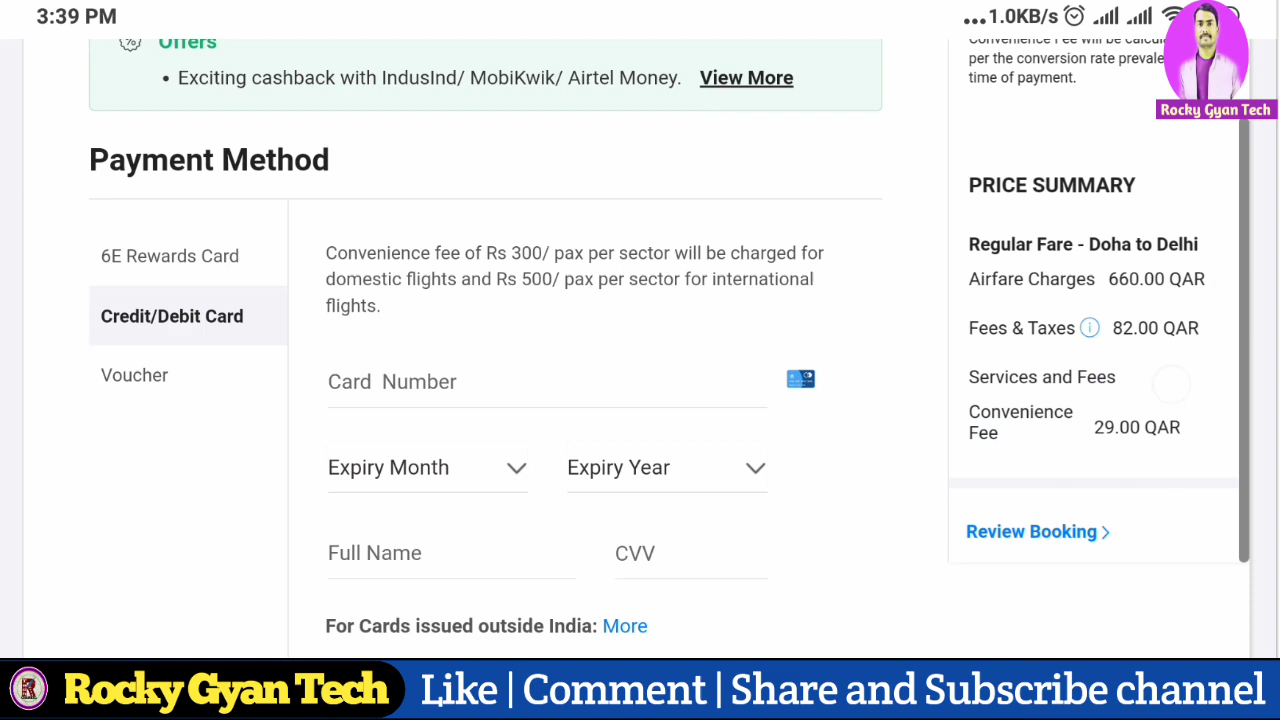 3:39 PM
...1.0KB/s
Offers
• Exciting cashback with IndusInd/ MobiKwik/ Airtel Money. View More
Payment Method
6E Rewards Card
Credit/Debit Card
Voucher
Convenience fee of Rs 300/ pax per sector will be charged for
domestic flights and Rs 500/ pax per sector for international
flights.
Card Number
Expiry Month
Expiry Year
Full Name
CVV
For Cards issued outside India: More
Convenience Fee will be
per the conversion rate
time of payment.
Rocky Gyan Tech
PRICE SUMMARY
Regular Fare - Doha to Delhi
Airfare Charges 660.00 QAR
Fees & Taxes 82.00 QAR
Services and Fees
Convenience
Fee 29.00 QAR
Review Booking >
R
Rocky Gyan Tech
Like | Comment | Share and Subscribe channel